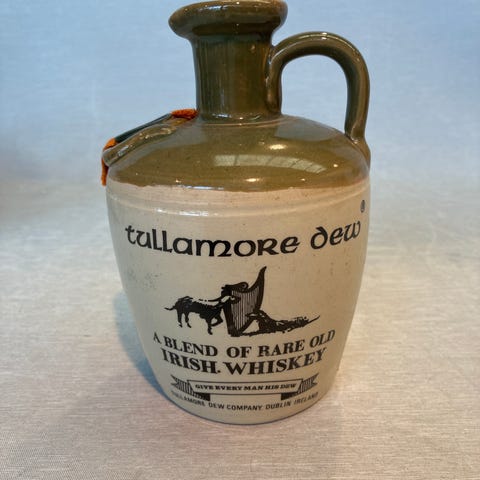 tullamore dew®
A BLEND OF RARE OLD
IRISH. WHISKEY
GIVE EVERY MAN HIS DEW
TULLAMORE DEW COMPANY DUBLIN IRELAND